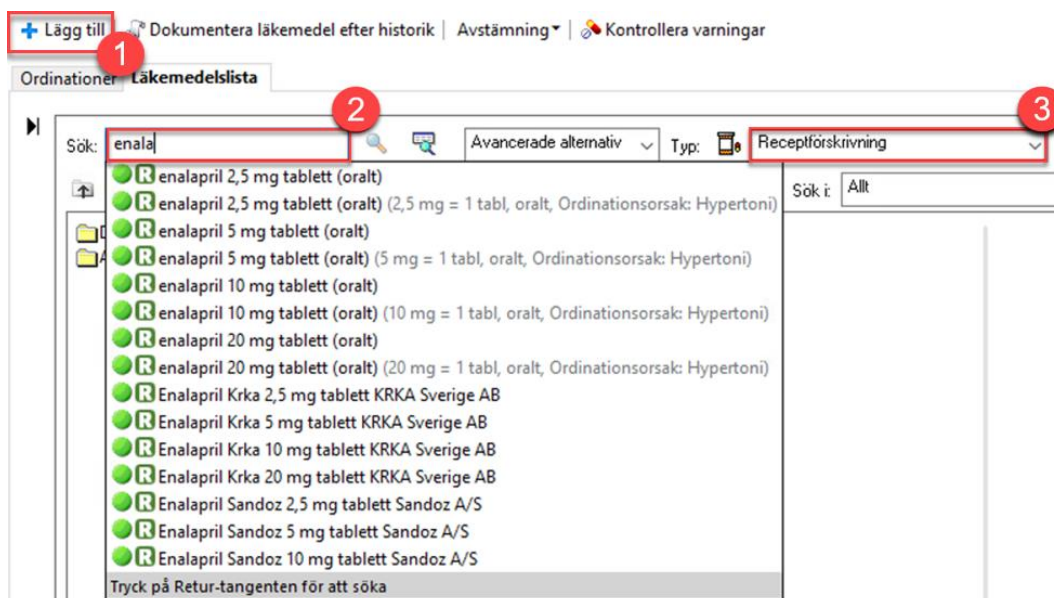 Lägg till Dokumentera läkemedel efter historik Avstämning Kontrollera varningar
1
Ordinationer Läkemedelslista
2
3
Sök: enala Avancerade alternativ Typ: Receptförskrivning
R enalapril 2,5 mg tablett (oralt) Sök i: Allt
R enalapril 2,5 mg tablett (oralt) (2,5 mg = 1 tabl, oralt, Ordinationsorsak: Hypertoni)
D R enalapril 5 mg tablett (oralt)
A R enalapril 5 mg tablett (oralt) (5 mg = 1 tabl, oralt, Ordinationsorsak: Hypertoni)
R enalapril 10 mg tablett (oralt)
R enalapril 10 mg tablett (oralt) (10 mg = 1 tabl, oralt, Ordinationsorsak: Hypertoni)
R enalapril 20 mg tablett (oralt)
R enalapril 20 mg tablett (oralt) (20 mg = 1 tabl, oralt, Ordinationsorsak: Hypertoni)
R Enalapril Krka 2,5 mg tablett KRKA Sverige AB
R Enalapril Krka 5 mg tablett KRKA Sverige AB
R Enalapril Krka 10 mg tablett KRKA Sverige AB
R Enalapril Krka 20 mg tablett KRKA Sverige AB
R Enalapril Sandoz 2,5 mg tablett Sandoz A/S
R Enalapril Sandoz 5 mg tablett Sandoz A/S
R Enalapril Sandoz 10 mg tablett Sandoz A/S
Tryck på Retur-tangenten för att söka